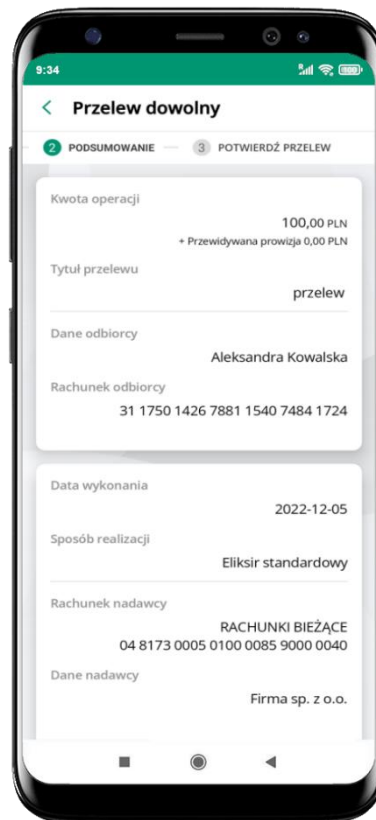 9:34
Przelew dowolny
2 PODSUMOWANIE 3 POTWIERDŹ PRZELEW
Kwota operacji
100,00 PLN
+ Przewidywana prowizja 0,00 PLN
Tytuł przelewu
przelew
Dane odbiorcy
Aleksandra Kowalska
Rachunek odbiorcy
31 1750 1426 7881 1540 7484 1724
Data wykonania
2022-12-05
Sposób realizacji
Eliksir standardowy
Rachunek nadawcy
RACHUNKI BIEŻĄCE
04 8173 0005 0100 0085 9000 0040
Dane nadawcy
Firma sp. z o.o.